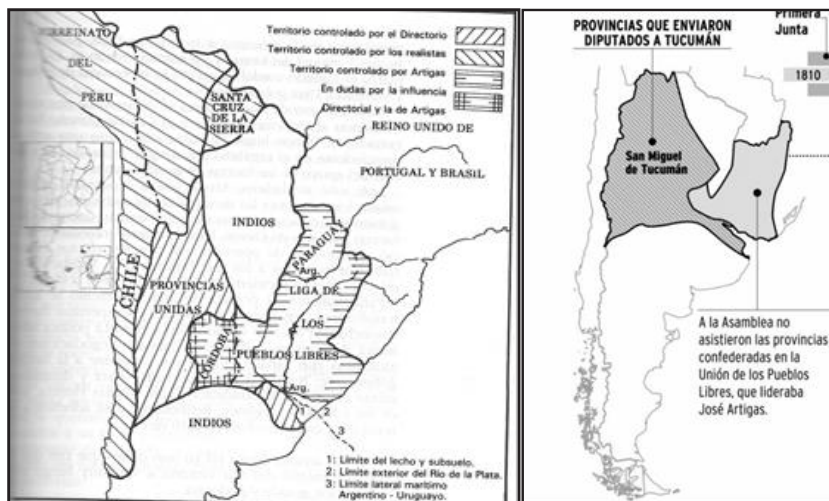 Territorio controlado por el Directorio
Territorio controlado por los realistas
Territorio controlado por Artigas
En dudas por la influencia
Directorial y la de Artigas
DEL
PERU
SANTA
CRUZ
DE LA
SIERRA
REINO UNIDO DE
PORTUGAL Y BRASIL
INDIOS
PARAGUAY
Arg.
CHILE
PROVINCIAS
UNIDAS
LIGA DE
LOS
PUEBLOS LIBRES
CÓRDOBA
Arg.
INDIOS
1
2
3
1: Límite del lecho y subsuelo.
2: Límite exterior del Río de la Plata.
3: Límite lateral marítimo
Argentino - Uruguayo.
PROVINCIAS QUE ENVIARON
DIPUTADOS A TUCUMÁN
Primera
Junta
1810
San Miguel
de Tucumán
A la Asamblea no
asistieron las provincias
confederadas en la
Unión de los Pueblos
Libres, que lideraba
José Artigas.